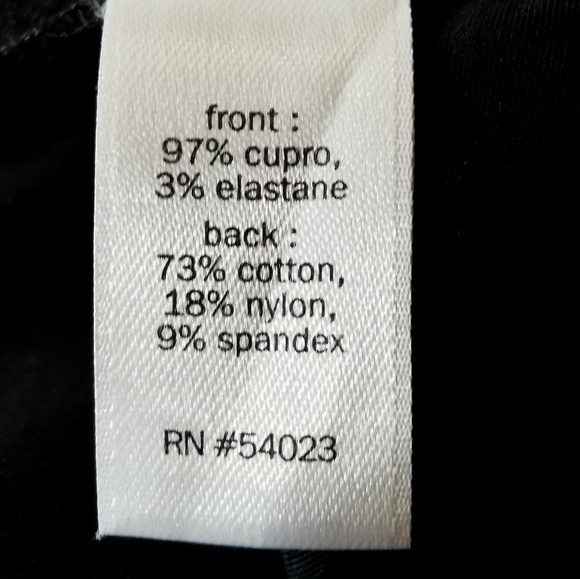 front :
97% cupro,
3% elastane
back :
73% cotton,
18% nylon,
9% spandex
RN #54023